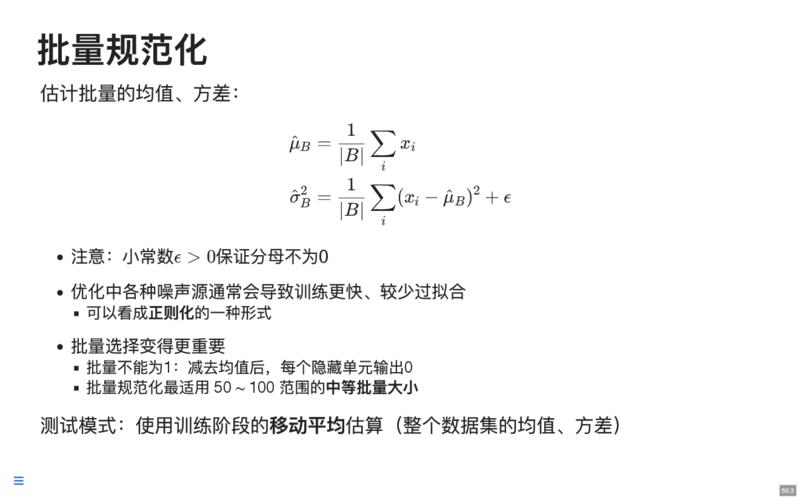 批量规范化
估计批量的均值、方差：
$\hat{\mu}_B = \frac{1}{|B|} \sum_i x_i$
$\hat{\sigma}_B^2 = \frac{1}{|B|} \sum_i (x_i - \hat{\mu}_B)^2 + \epsilon$
• 注意：小常数$\epsilon > 0$保证分母不为0
• 优化中各种噪声源通常会导致训练更快、较少过拟合
▪ 可以看成正则化的一种形式
• 批量选择变得更重要
▪ 批量不能为1：减去均值后，每个隐藏单元输出0
▪ 批量规范化最适用 50 ~ 100 范围的中等批量大小
测试模式：使用训练阶段的移动平均估算（整个数据集的均值、方差）